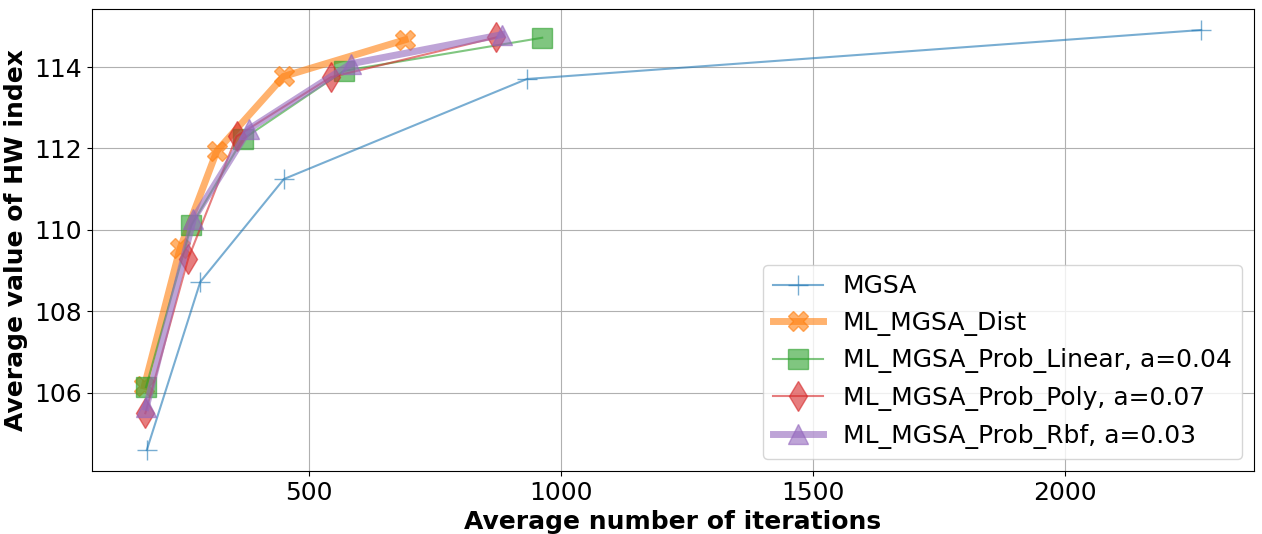 Average value of HW index
114
112
110
108
106
MGSA
ML_MGSA_Dist
ML_MGSA_Prob_Linear, a=0.04
ML_MGSA_Prob_Poly, a=0.07
ML_MGSA_Prob_Rbf, a=0.03
500 1000 1500 2000
Average number of iterations